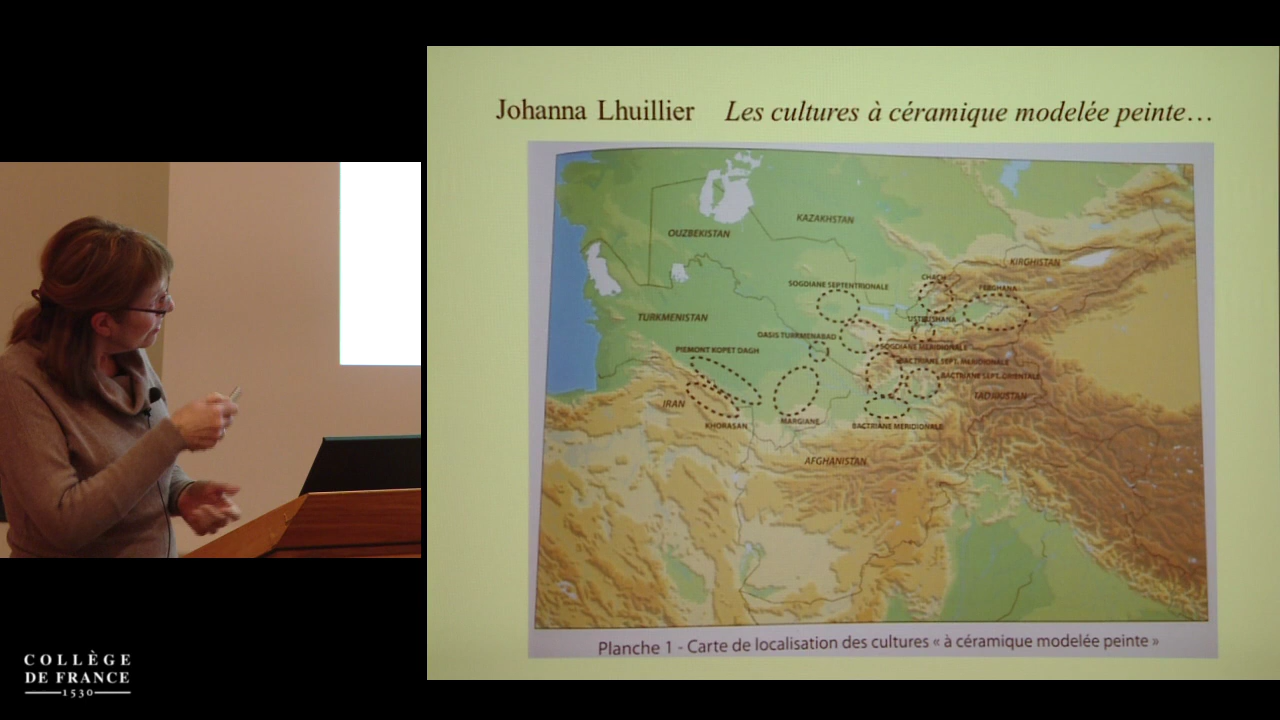 Johanna Lhuillier Les cultures à céramique modelée peinte…
KAZAKHSTAN
OUZBEKISTAN
KIRGHISTAN
CHACH
SOGDIANE SEPTENTRIONALE
FERGHANA
TURKMENISTAN
USTRUSHANA
OASIS TURKMENABAD
SOGDIANE MERIDIONALE
PIEMONT KOPET DAGH
BACTRIANE SEPT. MERIDIONALE
BACTRIANE SEPT. ORIENTALE
TADJIKISTAN
IRAN
KHORASAN
MARGIANE
BACTRIANE MERIDIONALE
AFGHANISTAN
Planche 1 - Carte de localisation des cultures « à céramique modelée peinte »
COLLÈGE
DE FRANCE
1530